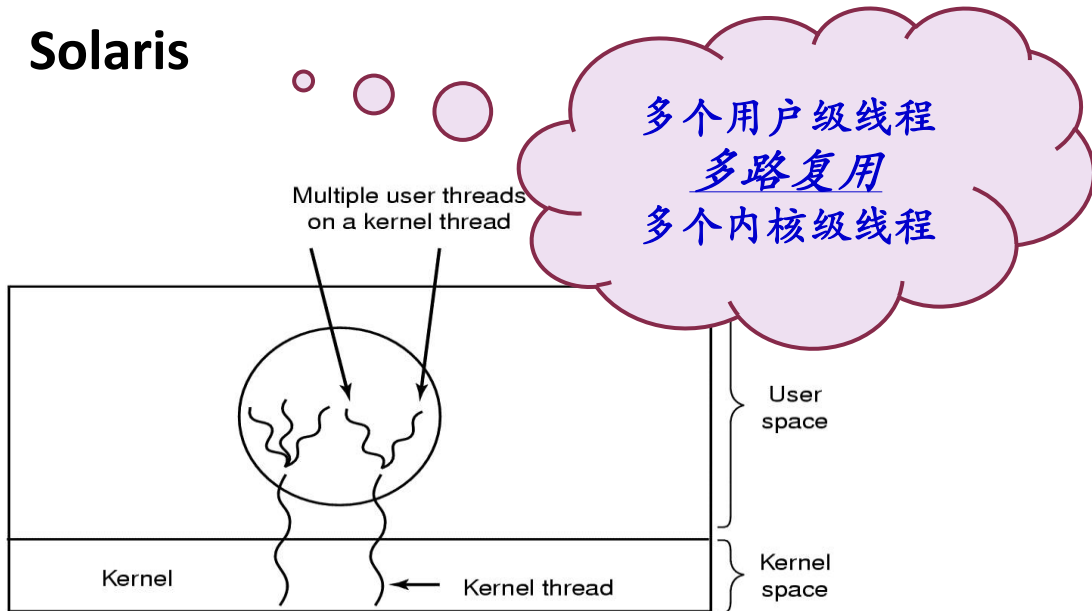 Solaris
多个用户级线程
多路复用
多个内核级线程
Multiple user threads
on a kernel thread
User
space
Kernel
Kernel thread
Kernel
space